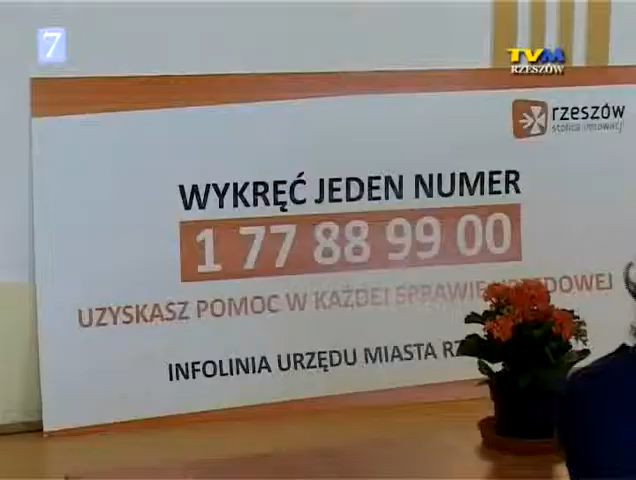 7
TVM
RZESZÓW
rzeszów
stolica innowacji
WYKRĘĆ JEDEN NUMER
1 77 88 99 00
UZYSKASZ POMOC W KAŻDEJ SPRAWIE
INFOLINIA URZĘDU MIASTA